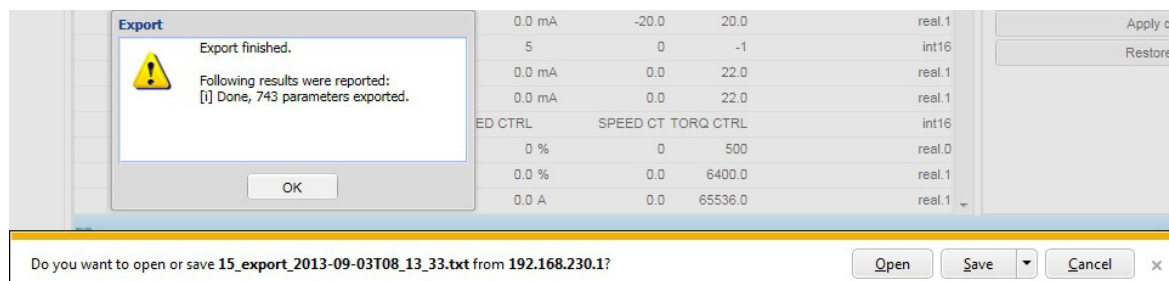 Export
Export finished.
Following results were reported:
[i] Done, 743 parameters exported.
OK
0.0 mA -20.0 20.0 real.1
5 0 -1 int16
0.0 mA 0.0 22.0 real.1
0.0 mA 0.0 22.0 real.1
ED CTRL SPEED CT TORQ CTRL int16
0 % 0 500 real.0
0.0 % 0.0 6400.0 real.1
0.0 A 0.0 65536.0 real.1
Apply c
Restore
Do you want to open or save 15_export_2013-09-03T08_13_33.txt from 192.168.230.1? Open Save Cancel ×